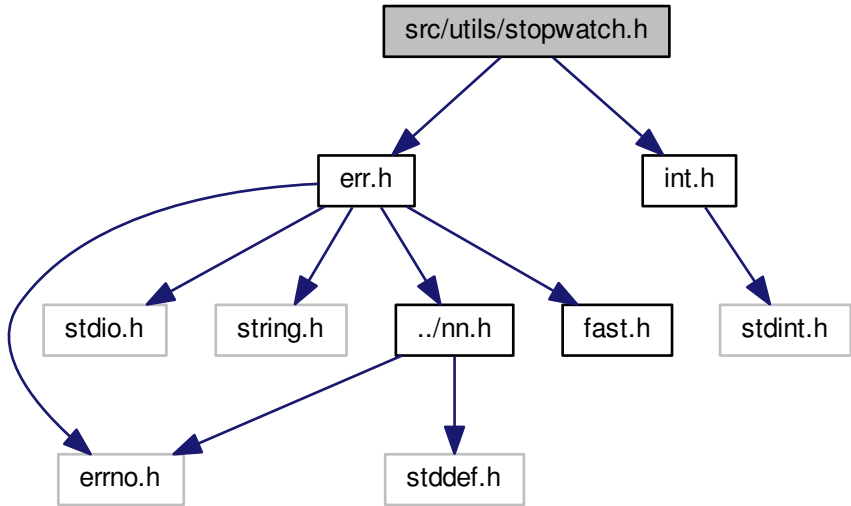 src/utils/stopwatch.h
err.h
int.h
stdio.h
string.h
../nn.h
fast.h
stdint.h
errno.h
stddef.h